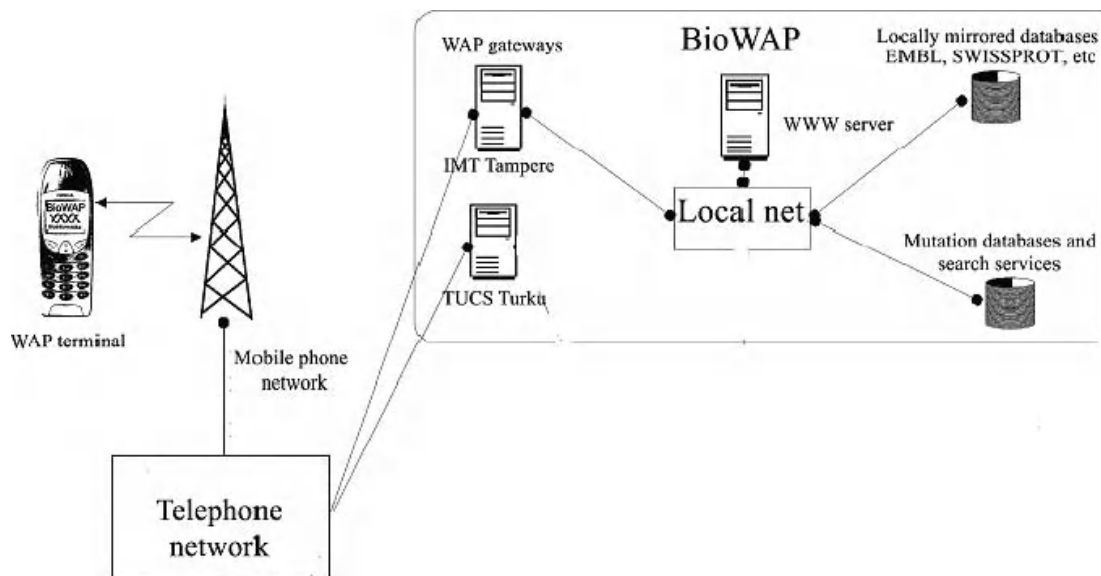 WAP gateways
BioWAP
Locally mirrored databases
EMBL, SWISSPROT, etc
WWW server
IMT Tampere
Local net
BioWAP
XXXX
Mutation databases and
search services
TUCS Turku
WAP terminal
Mobile phone
network
Telephone
network